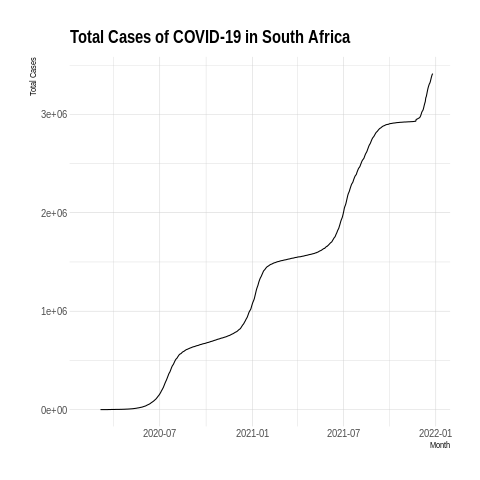 Total Cases of COVID-19 in South Africa
Total Cases
3e+06
2e+06
1e+06
0e+00
2020-07 2021-01 2021-07 2022-01
Month